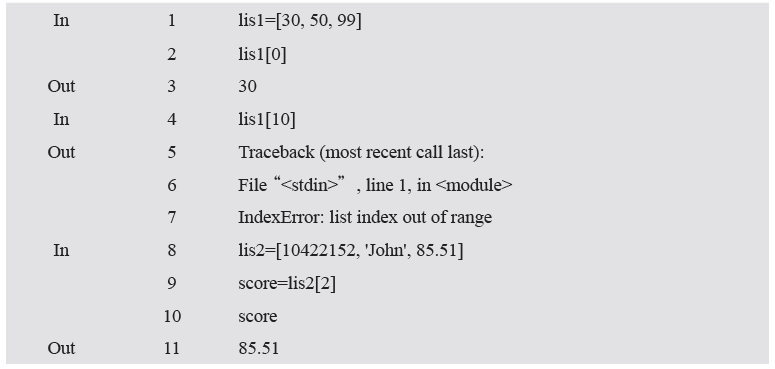 In 1 lis1=[30, 50, 99]
2 lis1[0]
Out 3 30
In 4 lis1[10]
Out 5 Traceback (most recent call last):
6 File “<stdin>” , line 1, in <module>
7 IndexError: list index out of range
In 8 lis2=[10422152, 'John', 85.51]
9 score=lis2[2]
10 score
Out 11 85.51